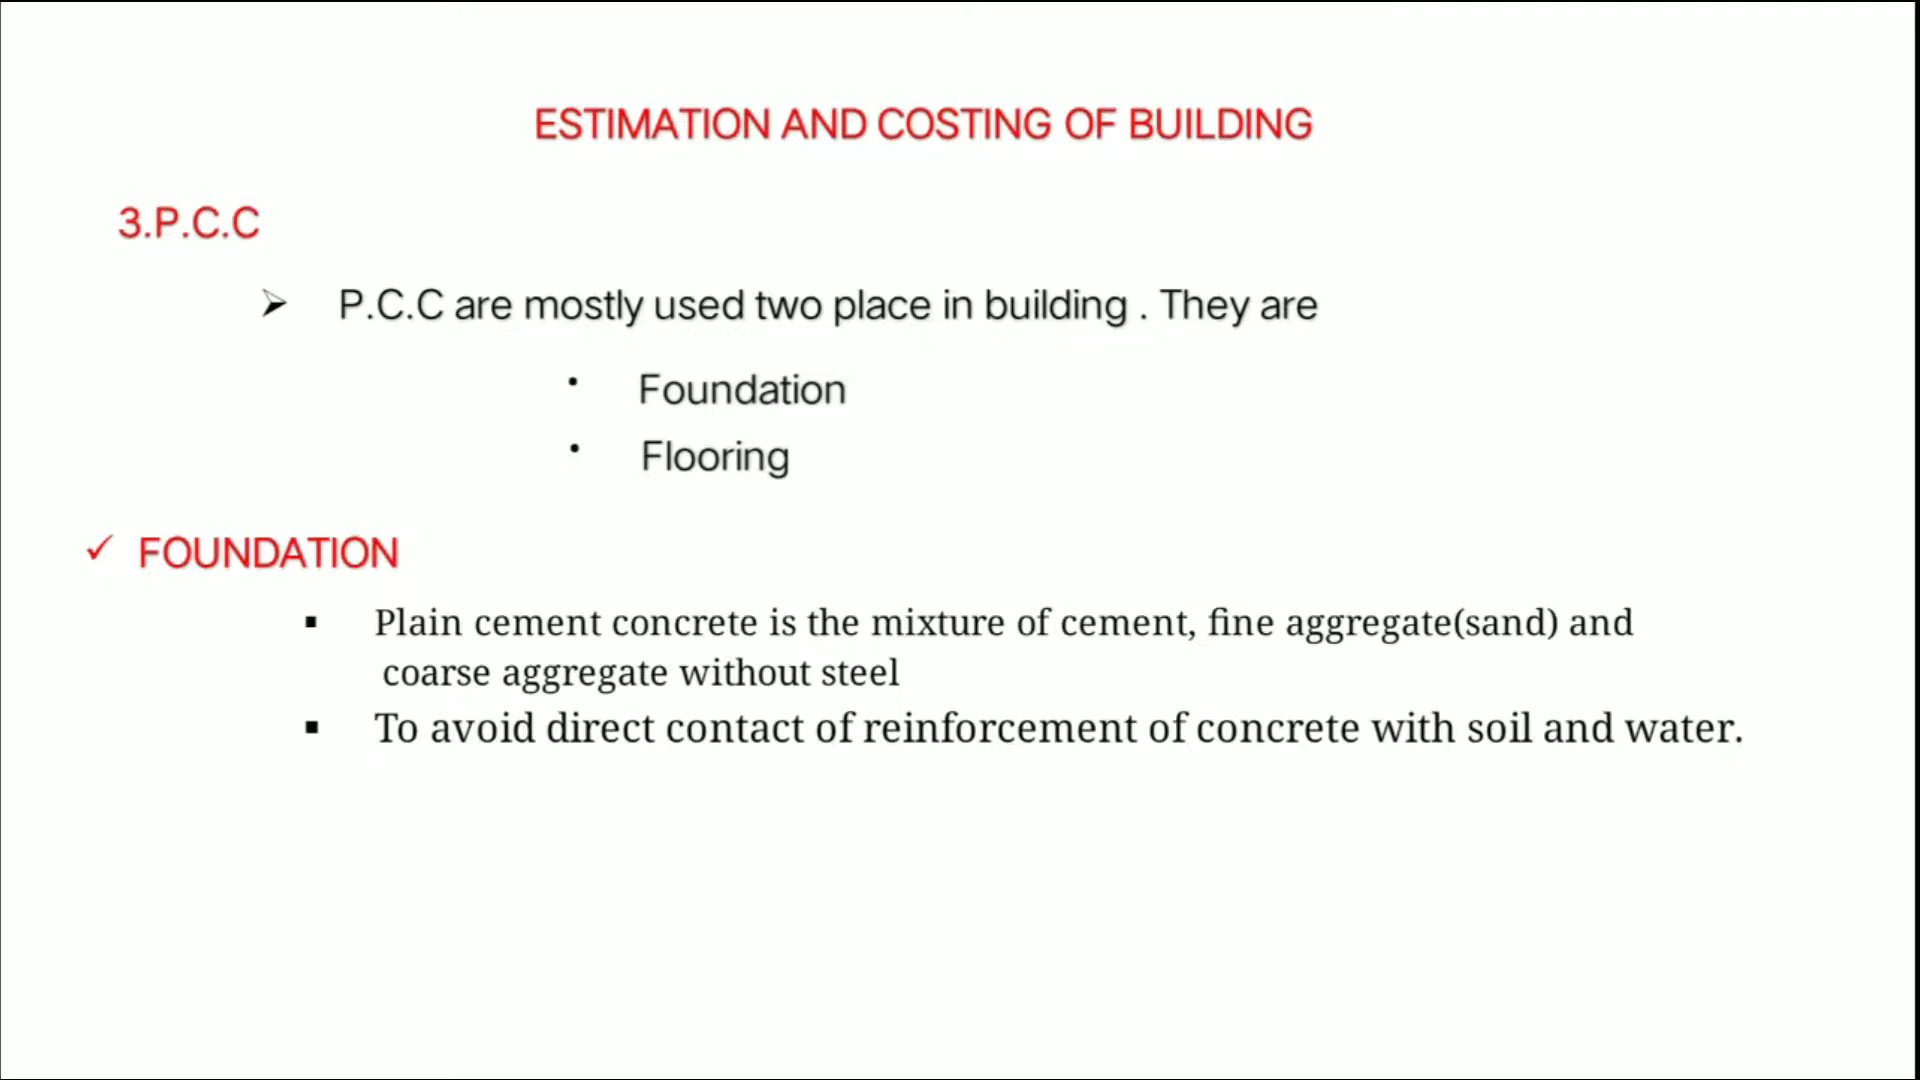 ESTIMATION AND COSTING OF BUILDING
3.P.C.C
➢ P.C.C are mostly used two place in building . They are
• Foundation
• Flooring
✓ FOUNDATION
▪ Plain cement concrete is the mixture of cement, fine aggregate(sand) and
coarse aggregate without steel
▪ To avoid direct contact of reinforcement of concrete with soil and water.